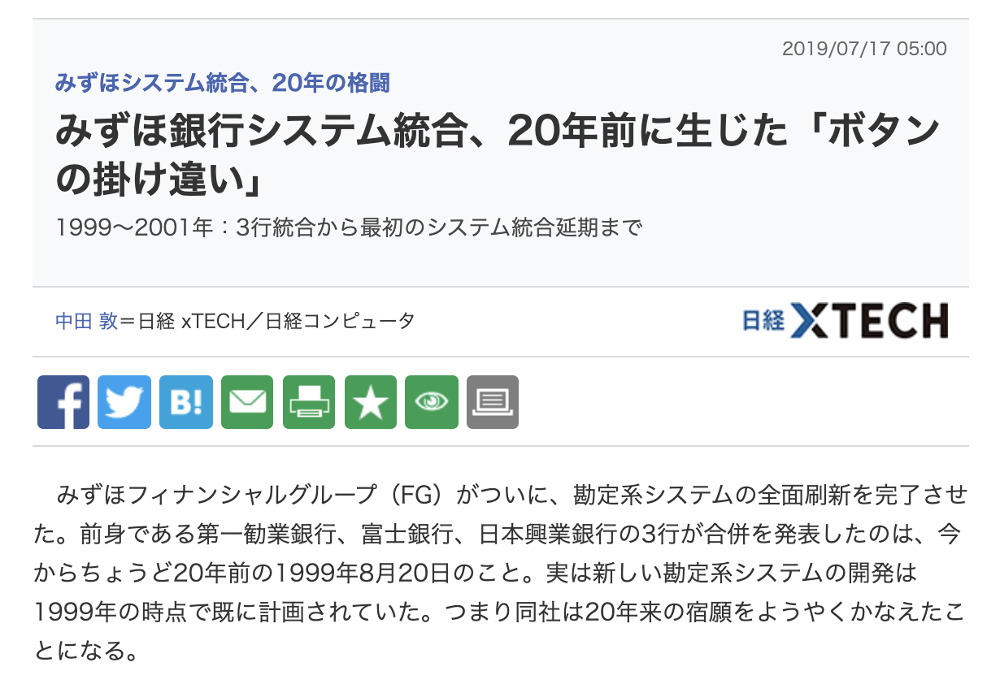 2019/07/17 05:00
みずほシステム統合、20年の格闘
みずほ銀行システム統合、20年前に生じた「ボタン
の掛け違い」
1999～2001年：3行統合から最初のシステム統合延期まで
中田 敦＝日経 xTECH／日経コンピュータ
日経 XTECH
B!
みずほフィナンシャルグループ（FG）がついに、勘定系システムの全面刷新を完了させ
た。前身である第一勧業銀行、富士銀行、日本興業銀行の3行が合併を発表したのは、今
からちょうど20年前の1999年8月20日のこと。実は新しい勘定系システムの開発は
1999年の時点で既に計画されていた。つまり同社は20年来の宿願をようやくかなえたこ
とになる。